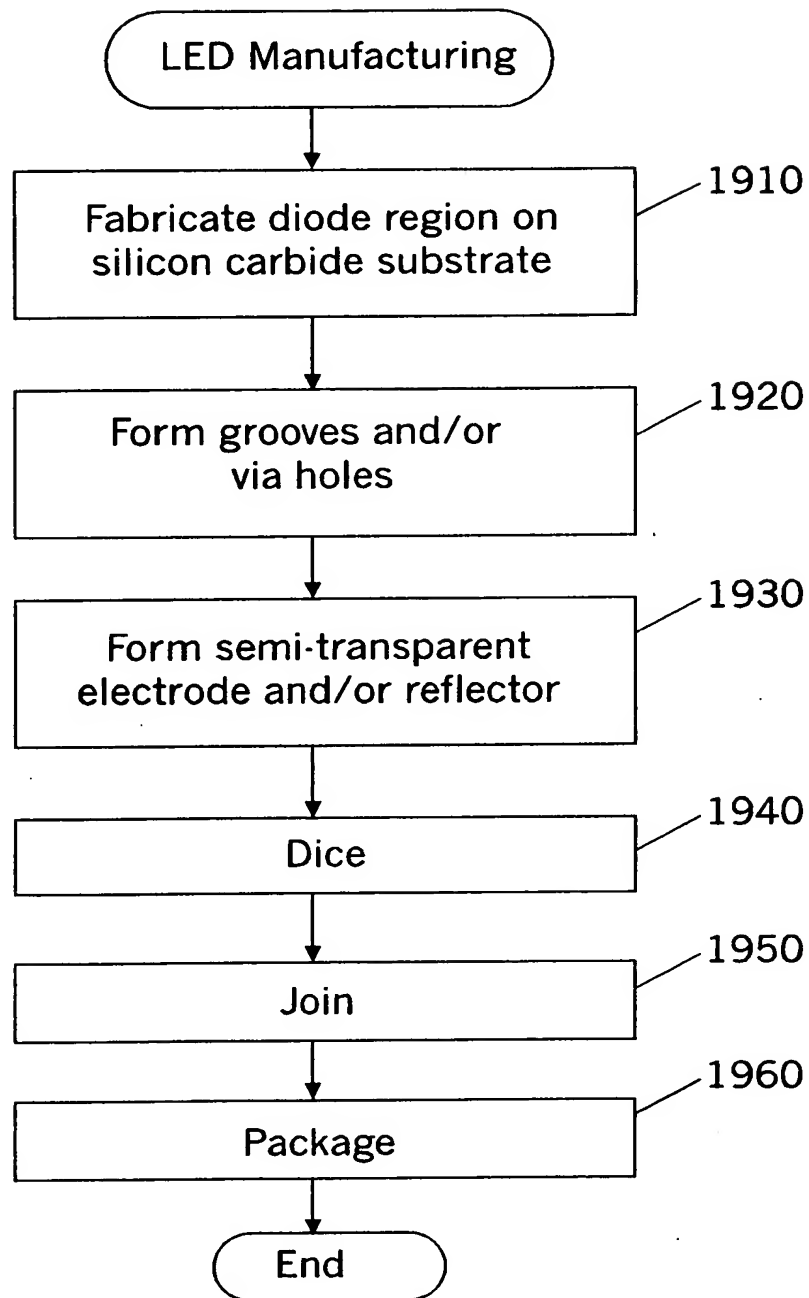 LED Manufacturing
1910
Fabricate diode region on
silicon carbide substrate
1920
Form grooves and/or
via holes
1930
Form semi-transparent
electrode and/or reflector
1940
Dice
1950
Join
1960
Package
End